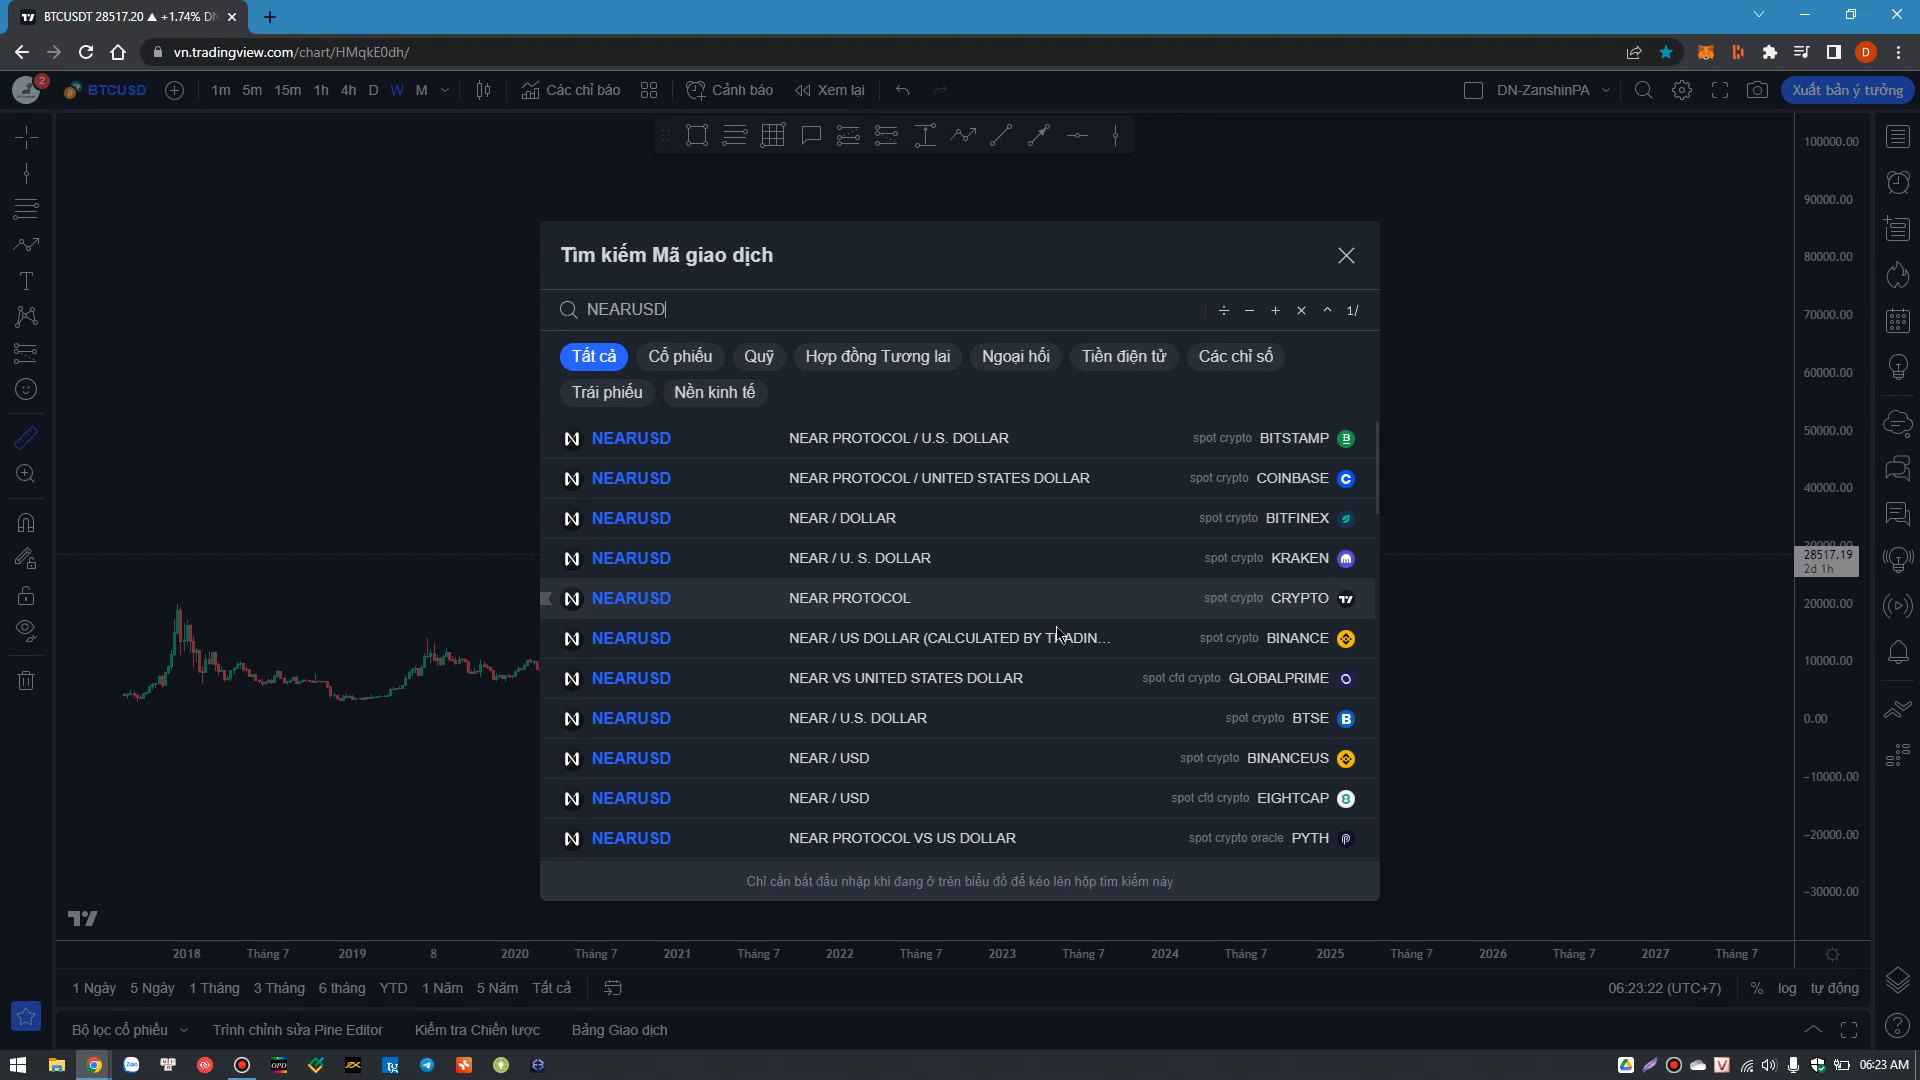 BTCUSDT 28517.20 ▲ +1.74% DN
vn.tradingview.com/chart/HMqkE0dh/
D
2
BTCUSD 1m 5m 15m 1h 4h D W M Các chỉ báo Cảnh báo Xem lại DN-ZanshinPA Xuất bản ý tưởng
Tìm kiếm Mã giao dịch
NEARUSD ÷ − + × ^ 1/
Tất cả Cổ phiếu Quỹ Hợp đồng Tương lai Ngoại hối Tiền điện tử Các chỉ số
Trái phiếu Nền kinh tế
NEARUSD NEAR PROTOCOL / U.S. DOLLAR spot crypto BITSTAMP
NEARUSD NEAR PROTOCOL / UNITED STATES DOLLAR spot crypto COINBASE
NEARUSD NEAR / DOLLAR spot crypto BITFINEX
NEARUSD NEAR / U. S. DOLLAR spot crypto KRAKEN
NEARUSD NEAR PROTOCOL spot crypto CRYPTO
NEARUSD NEAR / US DOLLAR (CALCULATED BY TRADIN... spot crypto BINANCE
NEARUSD NEAR VS UNITED STATES DOLLAR spot cfd crypto GLOBALPRIME
NEARUSD NEAR / U.S. DOLLAR spot crypto BTSE
NEARUSD NEAR / USD spot crypto BINANCEUS
NEARUSD NEAR / USD spot cfd crypto EIGHTCAP
NEARUSD NEAR PROTOCOL VS US DOLLAR spot crypto oracle PYTH
Chỉ cần bắt đầu nhập khi đang ở trên biểu đồ để kéo lên hộp tìm kiếm này
100000.00
90000.00
80000.00
70000.00
60000.00
50000.00
40000.00
30000.00
28517.19
2d 1h
20000.00
10000.00
0.00
−10000.00
−20000.00
−30000.00
2018 Tháng 7 2019 8 2020 Tháng 7 2021 Tháng 7 2022 Tháng 7 2023 Tháng 7 2024 Tháng 7 2025 Tháng 7 2026 Tháng 7 2027 Tháng 7
1 Ngày 5 Ngày 1 Tháng 3 Tháng 6 tháng YTD 1 Năm 5 Năm Tất cả 06:23:22 (UTC+7) % log tự động
Bộ lọc cổ phiếu Trình chỉnh sửa Pine Editor Kiểm tra Chiến lược Bảng Giao dịch
Zalo OPD 06:23 AM